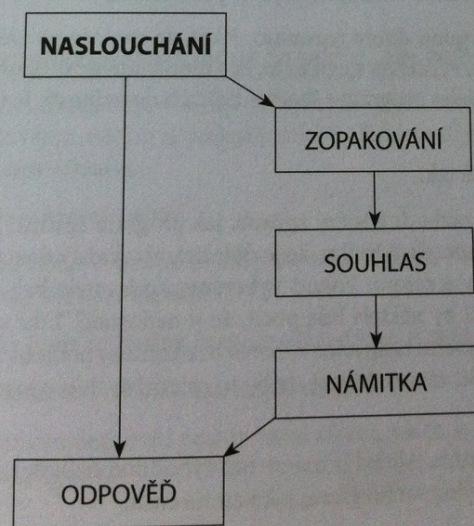 NASLOUCHÁNÍ
ZOPAKOVÁNÍ
SOUHLAS
NÁMITKA
ODPOVĚĎ